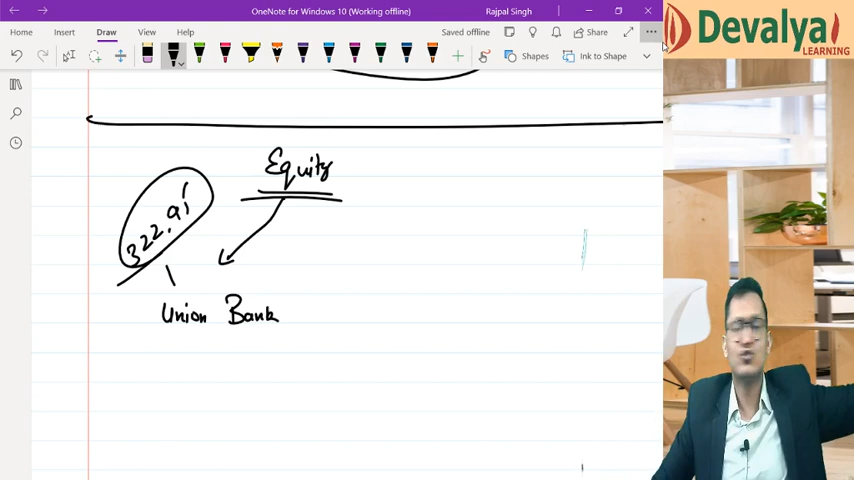 OneNote for Windows 10 (Working offline)
Rajpal Singh
Home
Insert
Draw
View
Help
Saved offline
Share
Shapes
Ink to Shape
Devalya
LEARNING
Equity
322.91
Union Bank